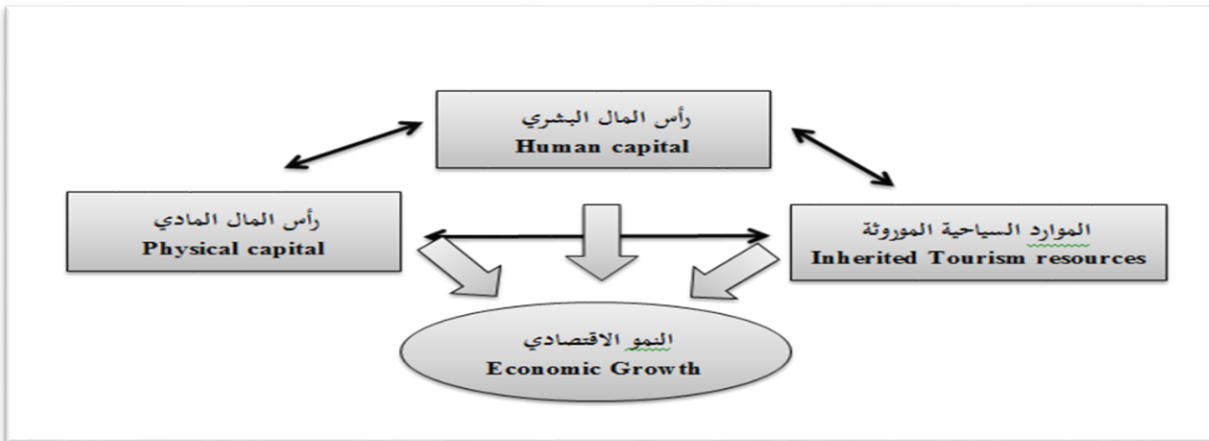 رأس المال البشري
Human capital
رأس المال المادي
Physical capital
الموارد السياحية الموروثة
Inherited Tourism resources
النمو الاقتصادي
Economic Growth